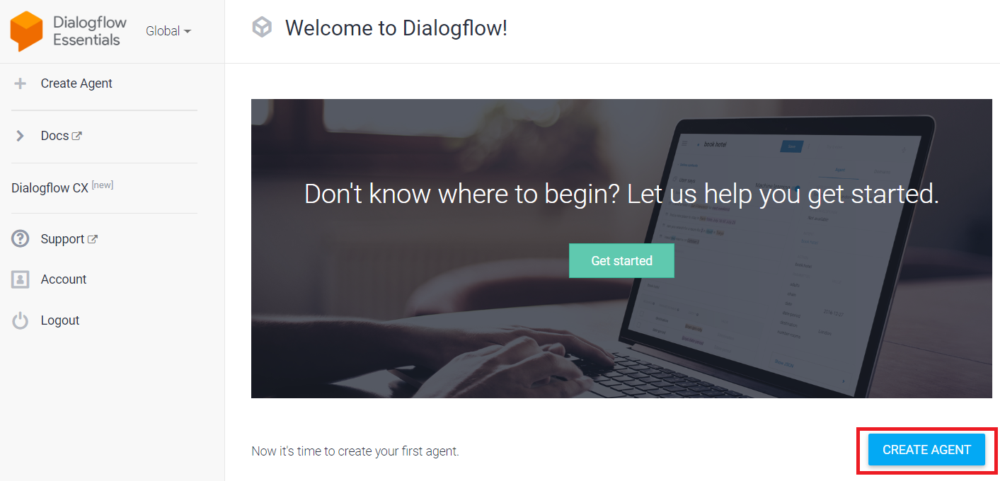 Dialogflow
Essentials
Global
Welcome to Dialogflow!
Create Agent
Docs
Dialogflow CX [new]
Support
Account
Logout
book hotel
Don't know where to begin? Let us help you get started.
Get started
Now it's time to create your first agent.
CREATE AGENT